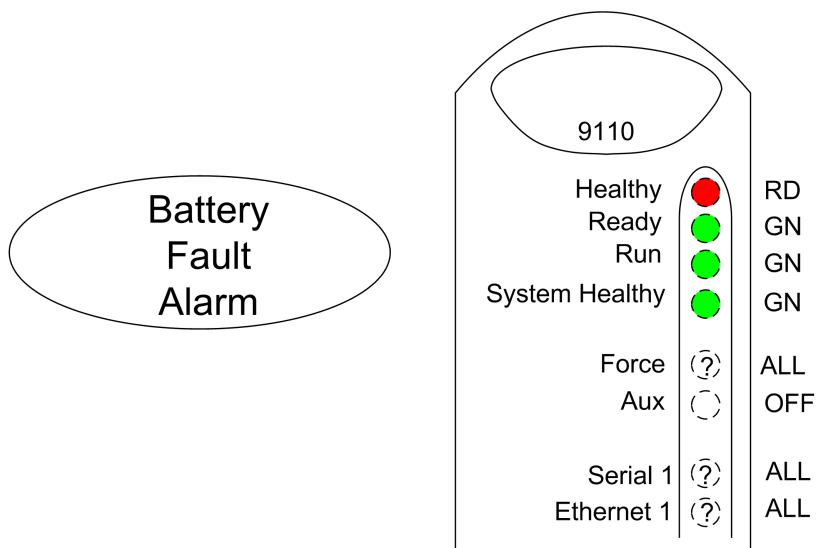 Battery
Fault
Alarm
9110
Healthy RD
Ready GN
Run GN
System Healthy GN
Force ? ALL
Aux OFF
Serial 1 ? ALL
Ethernet 1 ? ALL